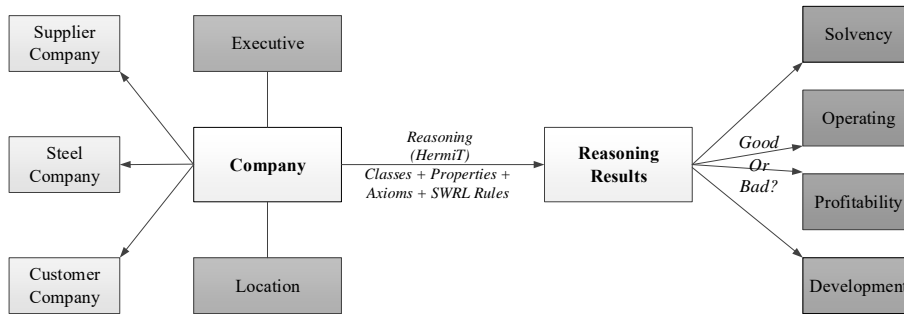 Supplier
Company
Executive
Solvency
Steel
Company
Company
Reasoning
(HermiT)
Classes + Properties +
Axioms + SWRL Rules
Reasoning
Results
Good
Or
Bad?
Operating
Profitability
Customer
Company
Location
Development